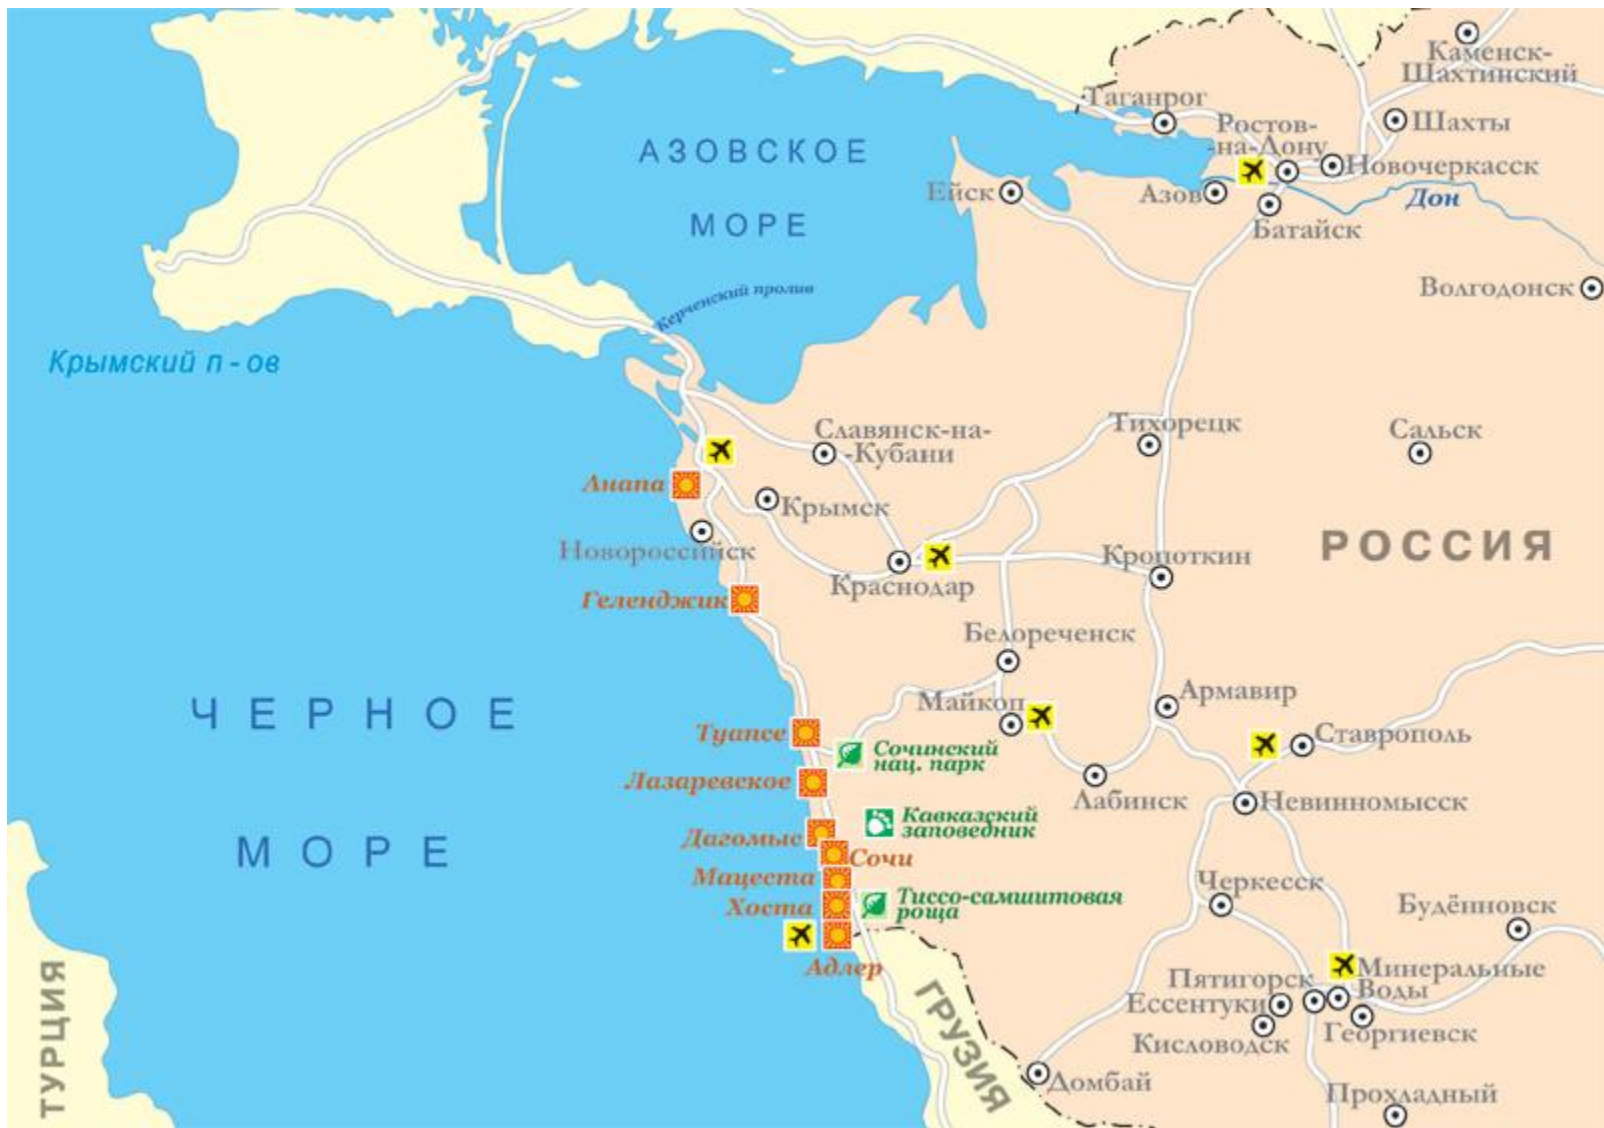 Каменск-
Шахтинский
Таганрог
Ростов-
-на-Дону
Шахты
Новочеркасск
АЗОВСКОЕ
МОРЕ
Ейск
Азов
Дон
Батайск
Волгодонск
Керченский пролив
Крымский п-ов
Славянск-на-
-Кубани
Тихорецк
Сальск
Анапа
Крымск
Новороссийск
РОССИЯ
Краснодар
Кропоткин
Геленджик
Белореченск
Майкоп
Армавир
ЧЕРНОЕ
МОРЕ
Туапсе
Сочинский
нац. парк
Ставрополь
Лазаревское
Лабинск
Невинномысск
Дагомыс
Кавказский
заповедник
Сочи
Мацеста
Черкесск
Хоста
Тиссо-самшитовая
роща
Будённовск
Адлер
ТУРЦИЯ
ГРУЗИЯ
Пятигорск
Минеральные
Воды
Ессентуки
Георгиевск
Кисловодск
Домбай
Прохладный